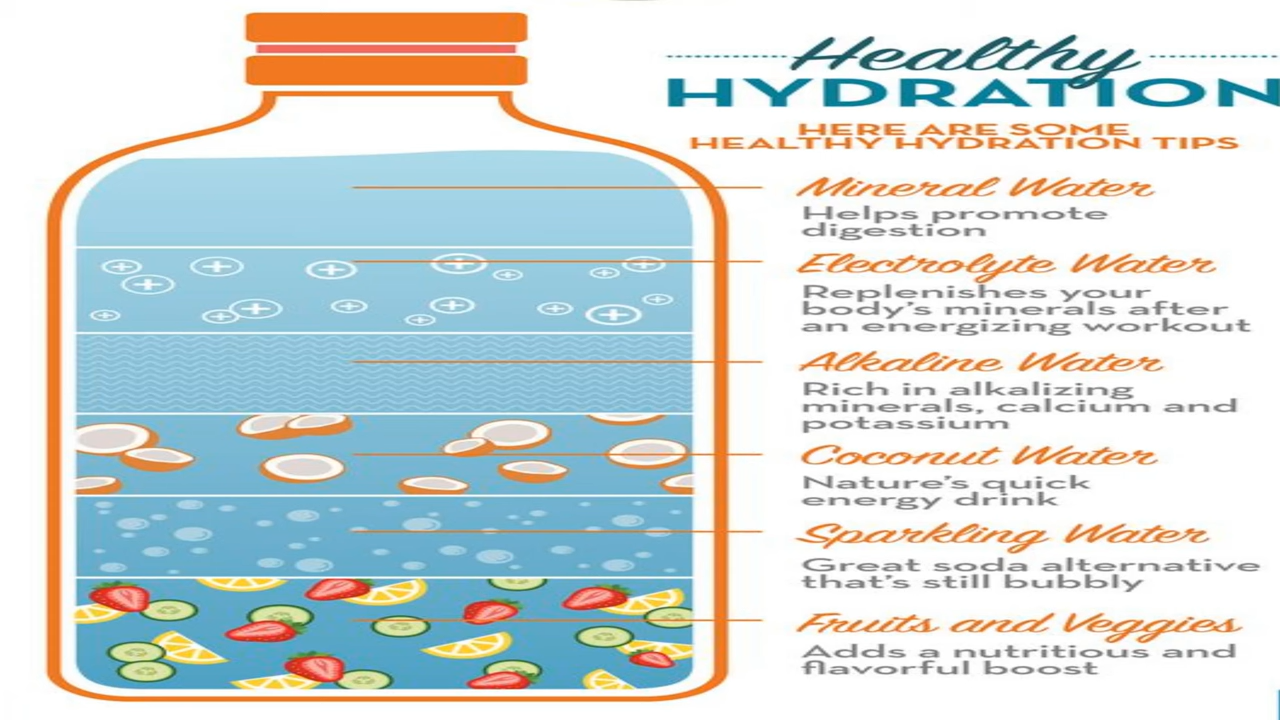 Healthy
HYDRATION
HERE ARE SOME
HEALTHY HYDRATION TIPS
Mineral Water
Helps promote
digestion
Electrolyte Water
Replenishes your
body's minerals after
an energizing workout
Alkaline Water
Rich in alkalizing
minerals, calcium and
potassium
Coconut Water
Nature's quick
energy drink
Sparkling Water
Great soda alternative
that's still bubbly
Fruits and Veggies
Adds a nutritious and
flavorful boost